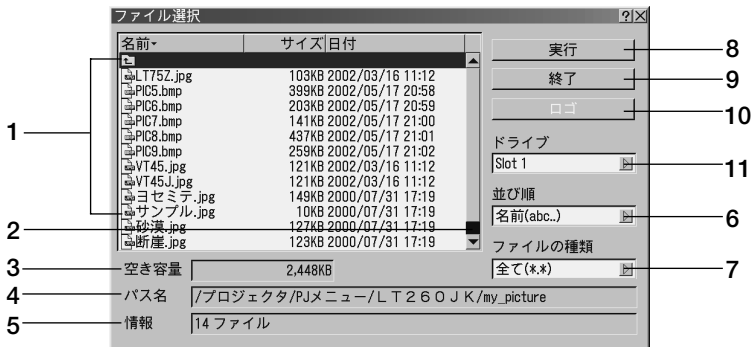 ファイル選択
名前 サイズ 日付
LT75Z.jpg 103KB 2002/03/16 11:12
PIC5.bmp 399KB 2002/05/17 20:58
PIC6.bmp 203KB 2002/05/17 20:59
PIC7.bmp 141KB 2002/05/17 21:00
PIC8.bmp 437KB 2002/05/17 21:01
PIC9.bmp 259KB 2002/05/17 21:02
VT45.jpg 121KB 2002/03/16 11:12
VT45J.jpg 121KB 2002/03/16 11:12
ヨセミテ.jpg 149KB 2000/07/31 17:19
サンプル.jpg 10KB 2000/07/31 17:19
砂漠.jpg 127KB 2000/07/31 17:19
断崖.jpg 123KB 2000/07/31 17:19
1
2
3 空き容量 2,448KB
4 パス名 /プロジェクタ/PJメニュー/ＬＴ２６０ＪＫ/my_picture
5 情報 14 ファイル
実行 8
終了 9
ロゴ 10
ドライブ
Slot 1 11
並び順
名前(abc..) 6
ファイルの種類
全て(*.*) 7